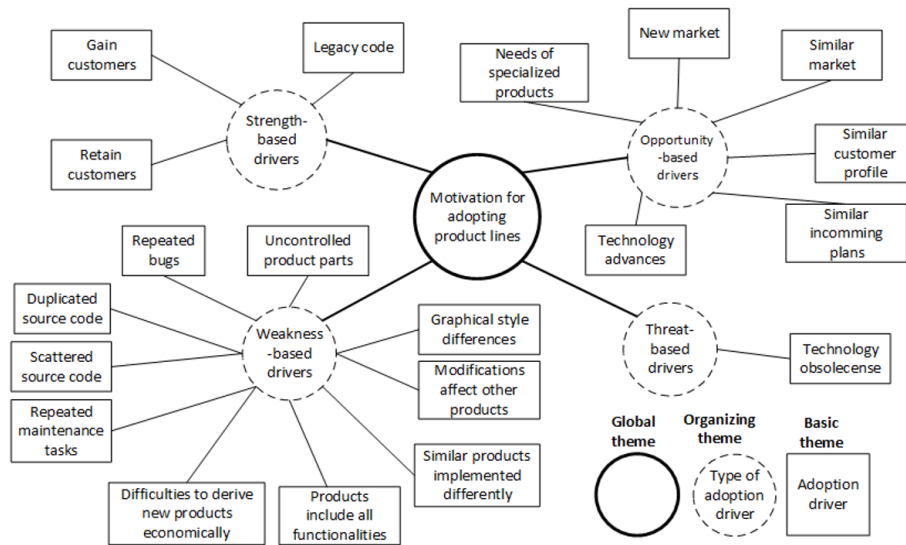 Gain
customers
Legacy code
Strength-
based
drivers
Retain
customers
New market
Needs of
specialized
products
Similar
market
Opportunity
-based
drivers
Similar
customer
profile
Similar
incomming
plans
Technology
advances
Motivation for
adopting
product lines
Repeated
bugs
Uncontrolled
product parts
Duplicated
source code
Scattered
source code
Repeated
maintenance
tasks
Weakness
-based
drivers
Graphical style
differences
Modifications
affect other
products
Similar products
implemented
differently
Difficulties to derive
new products
economically
Products
include all
functionalities
Threat-
based
drivers
Technology
obsolecense
Global
theme
Organizing
theme
Basic
theme
Type of
adoption
driver
Adoption
driver